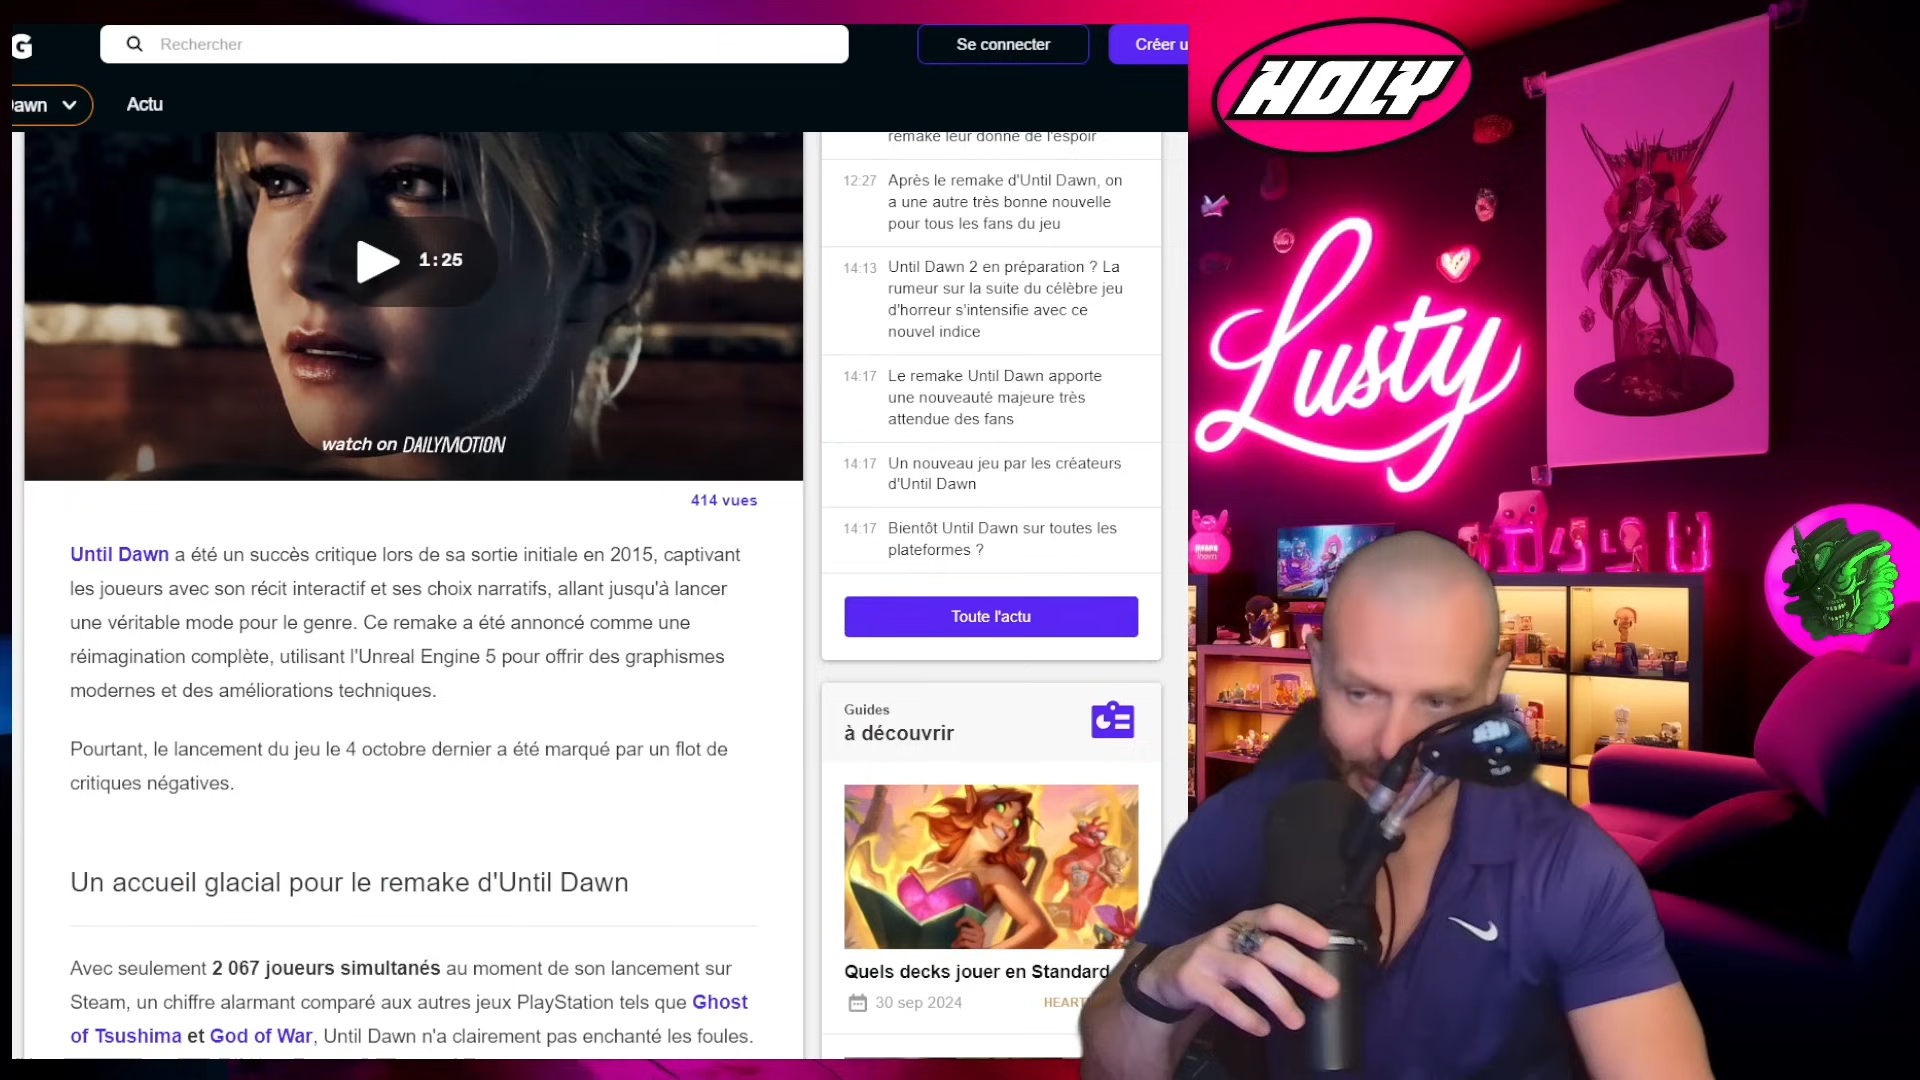 G
Rechercher
Se connecter
Créer u
Dawn
Actu
1:25
watch on DAILYMOTION
414 vues
Until Dawn a été un succès critique lors de sa sortie initiale en 2015, captivant
les joueurs avec son récit interactif et ses choix narratifs, allant jusqu'à lancer
une véritable mode pour le genre. Ce remake a été annoncé comme une
réimagination complète, utilisant l'Unreal Engine 5 pour offrir des graphismes
modernes et des améliorations techniques.
Pourtant, le lancement du jeu le 4 octobre dernier a été marqué par un flot de
critiques négatives.
Un accueil glacial pour le remake d'Until Dawn
Avec seulement 2 067 joueurs simultanés au moment de son lancement sur
Steam, un chiffre alarmant comparé aux autres jeux PlayStation tels que Ghost
of Tsushima et God of War, Until Dawn n'a clairement pas enchanté les foules.
remake leur donne de l'espoir
12:27 Après le remake d'Until Dawn, on
a une autre très bonne nouvelle
pour tous les fans du jeu
14:13 Until Dawn 2 en préparation ? La
rumeur sur la suite du célèbre jeu
d'horreur s'intensifie avec ce
nouvel indice
14:17 Le remake Until Dawn apporte
une nouveauté majeure très
attendue des fans
14:17 Un nouveau jeu par les créateurs
d'Until Dawn
14:17 Bientôt Until Dawn sur toutes les
plateformes ?
Toute l'actu
Guides
à découvrir
Quels decks jouer en Standard
30 sep 2024
HEART
HOLY
Lusty